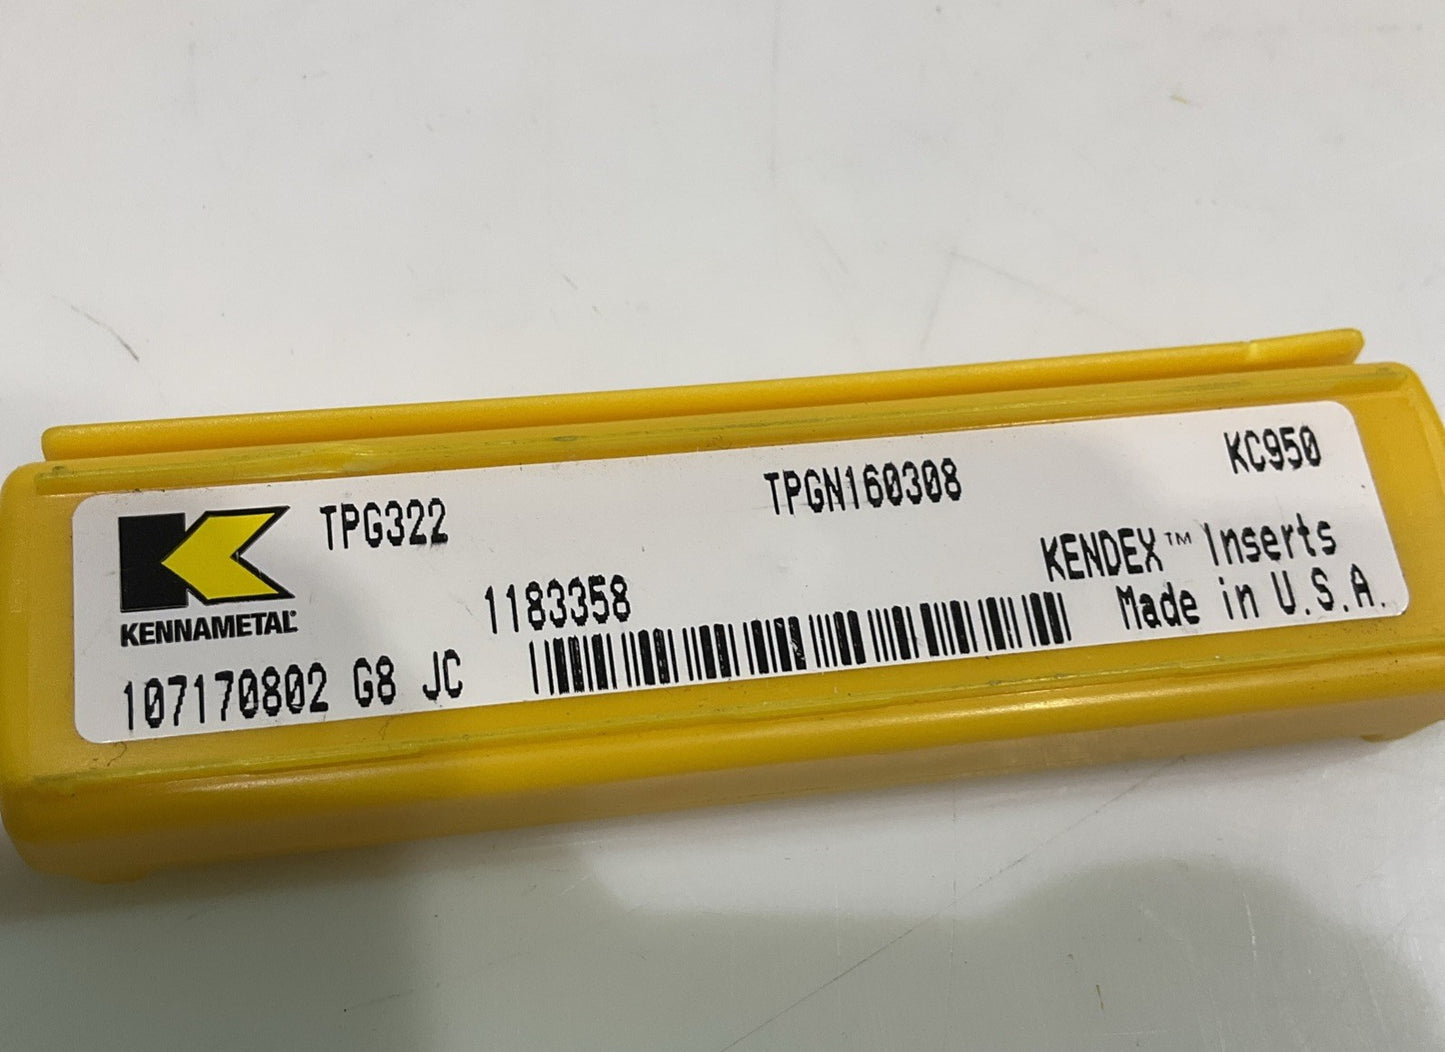 TPG322 TPGN160308 KC950
KENNAMETAL
1183358 KENDEX™ Inserts
107170802 G8 JC Made in U.S.A.